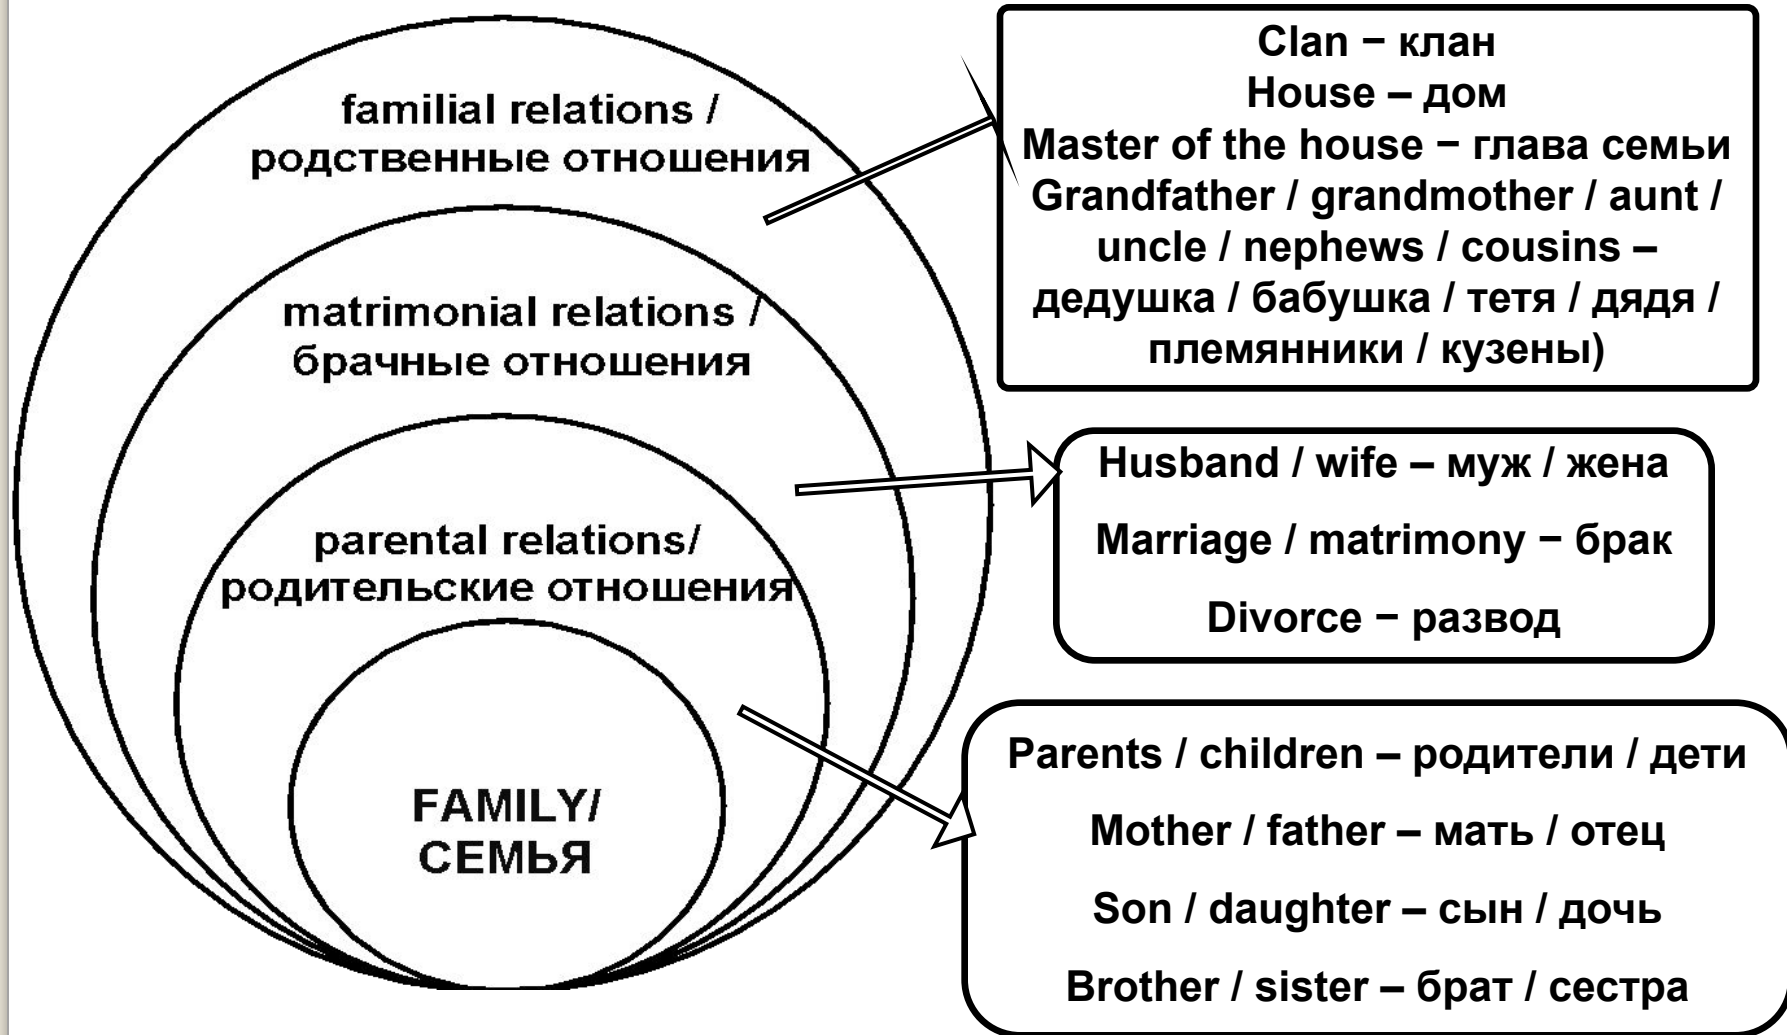 familial relations /
родственные отношения
matrimonial relations /
брачные отношения
parental relations/
родительские отношения
FAMILY/
СЕМЬЯ
Clan − клан
House – дом
Master of the house − глава семьи
Grandfather / grandmother / aunt /
uncle / nephews / cousins –
дедушка / бабушка / тетя / дядя /
племянники / кузены)
Husband / wife – муж / жена
Marriage / matrimony − брак
Divorce − развод
Parents / children – родители / дети
Mother / father – мать / отец
Son / daughter – сын / дочь
Brother / sister – брат / сестра